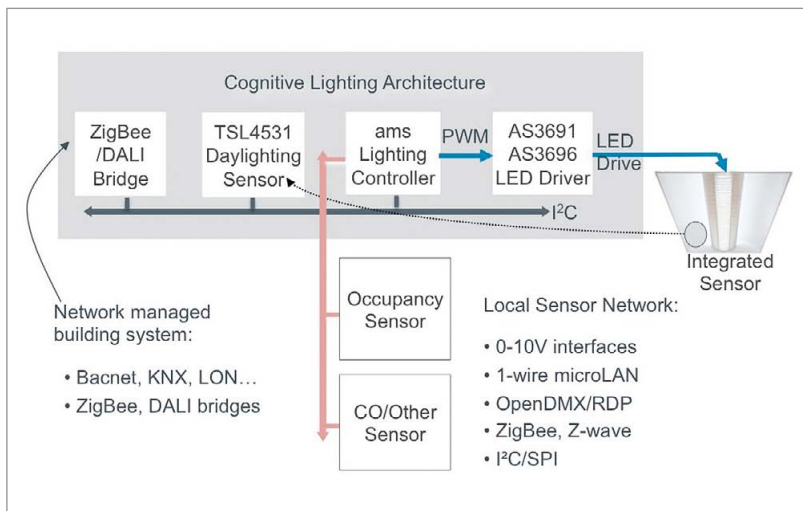 Cognitive Lighting Architecture
ZigBee
/DALI
Bridge
TSL4531
Daylighting
Sensor
ams
Lighting
Controller
PWM
AS3691
AS3696
LED Driver
LED
Drive
I²C
Integrated
Sensor
Network managed
building system:
• Bacnet, KNX, LON…
• ZigBee, DALI bridges
Occupancy
Sensor
CO/Other
Sensor
Local Sensor Network:
• 0-10V interfaces
• 1-wire microLAN
• OpenDMX/RDP
• ZigBee, Z-wave
• I²C/SPI